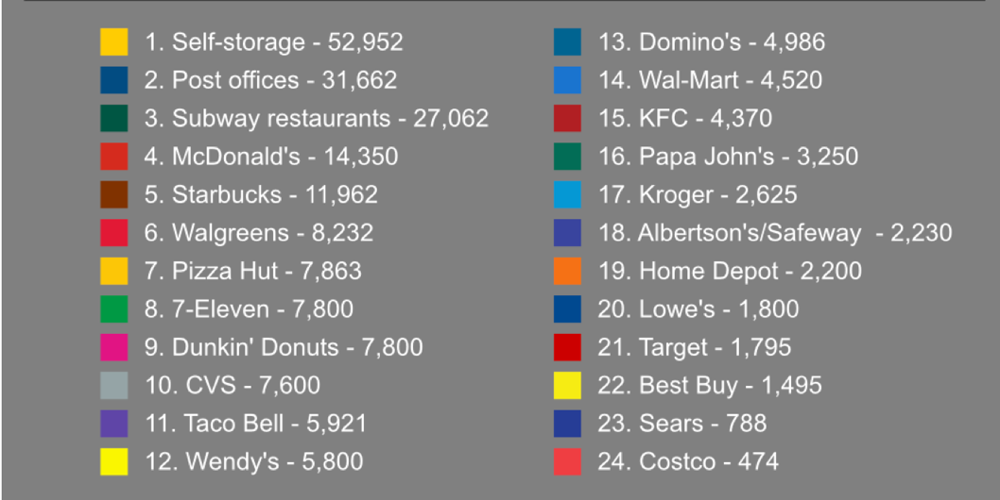 1. Self-storage - 52,952
2. Post offices - 31,662
3. Subway restaurants - 27,062
4. McDonald's - 14,350
5. Starbucks - 11,962
6. Walgreens - 8,232
7. Pizza Hut - 7,863
8. 7-Eleven - 7,800
9. Dunkin' Donuts - 7,800
10. CVS - 7,600
11. Taco Bell - 5,921
12. Wendy's - 5,800
13. Domino's - 4,986
14. Wal-Mart - 4,520
15. KFC - 4,370
16. Papa John's - 3,250
17. Kroger - 2,625
18. Albertson's/Safeway  - 2,230
19. Home Depot - 2,200
20. Lowe's - 1,800
21. Target - 1,795
22. Best Buy - 1,495
23. Sears - 788
24. Costco - 474